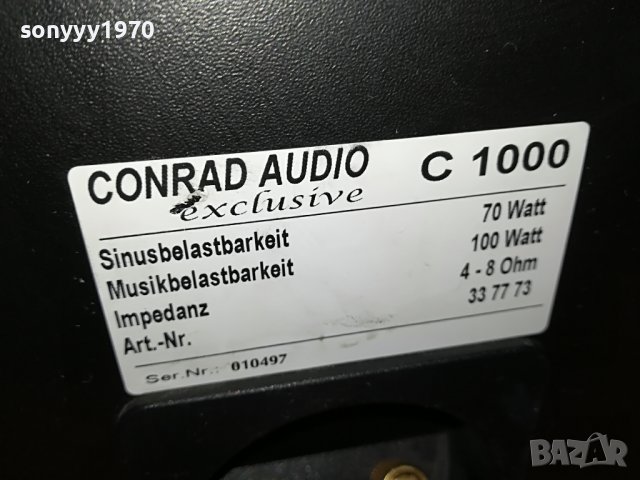 sonyyy1970
CONRAD AUDIO C 1000
exclusive
Sinusbelastbarkeit 70 Watt
Musikbelastbarkeit 100 Watt
Impedanz 4 - 8 Ohm
Art.-Nr. 33 77 73
Ser.Nr.: 010497
BAZAR